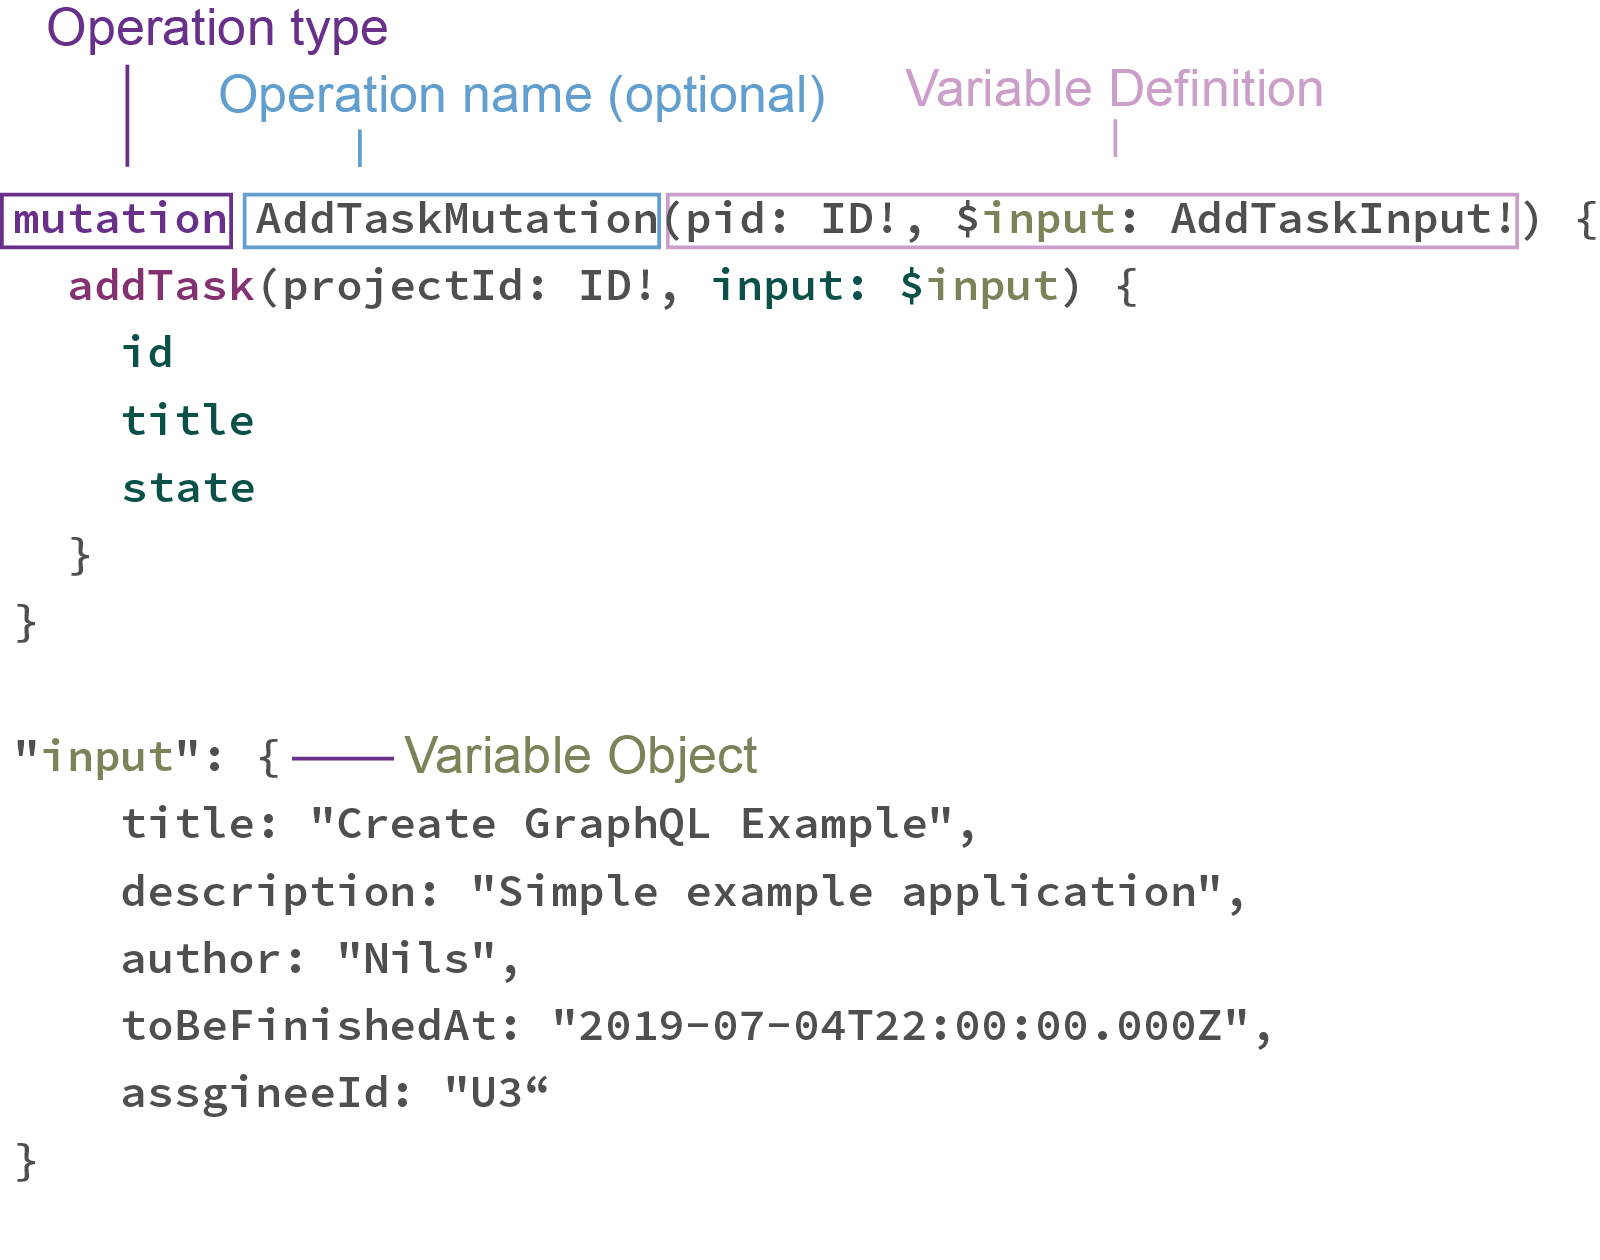 Operation type
Operation name (optional)
Variable Definition
mutation AddTaskMutation(pid: ID!, $input: AddTaskInput!) {
addTask(projectId: ID!, input: $input) {
id
title
state
}
}
"input": {
Variable Object
title: "Create GraphQL Example",
description: "Simple example application",
author: "Nils",
toBeFinishedAt: "2019-07-04T22:00:00.000Z",
assgineeId: "U3“
}